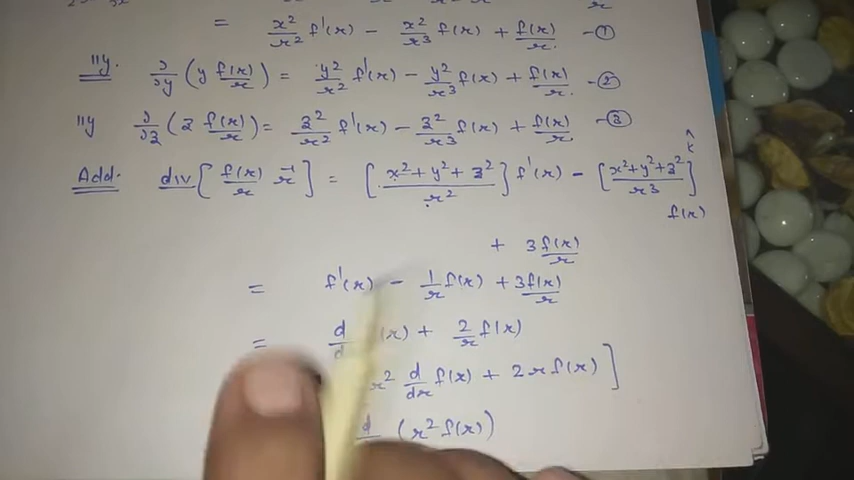 = x²/r² f'(r) − x²/r³ f(r) + f(r)/r. −①
||ly. ∂/∂y (y f(r)/r) = y²/r² f'(r) − y²/r³ f(r) + f(r)/r. −②
||ly ∂/∂z (z f(r)/r) = z²/r² f'(r) − z²/r³ f(r) + f(r)/r −③
Add. div[f(r)/r r⃗] = [x²+y²+z²/r²] f'(r) − [x²+y²+z²/r³]
f(r)
+ 3f(r)/r
= f'(r) − 1/r f(r) + 3f(r)/r
= d (r) + 2/r f(r)
r² d/dr f(r) + 2r f(r)]
d (r² f(r))